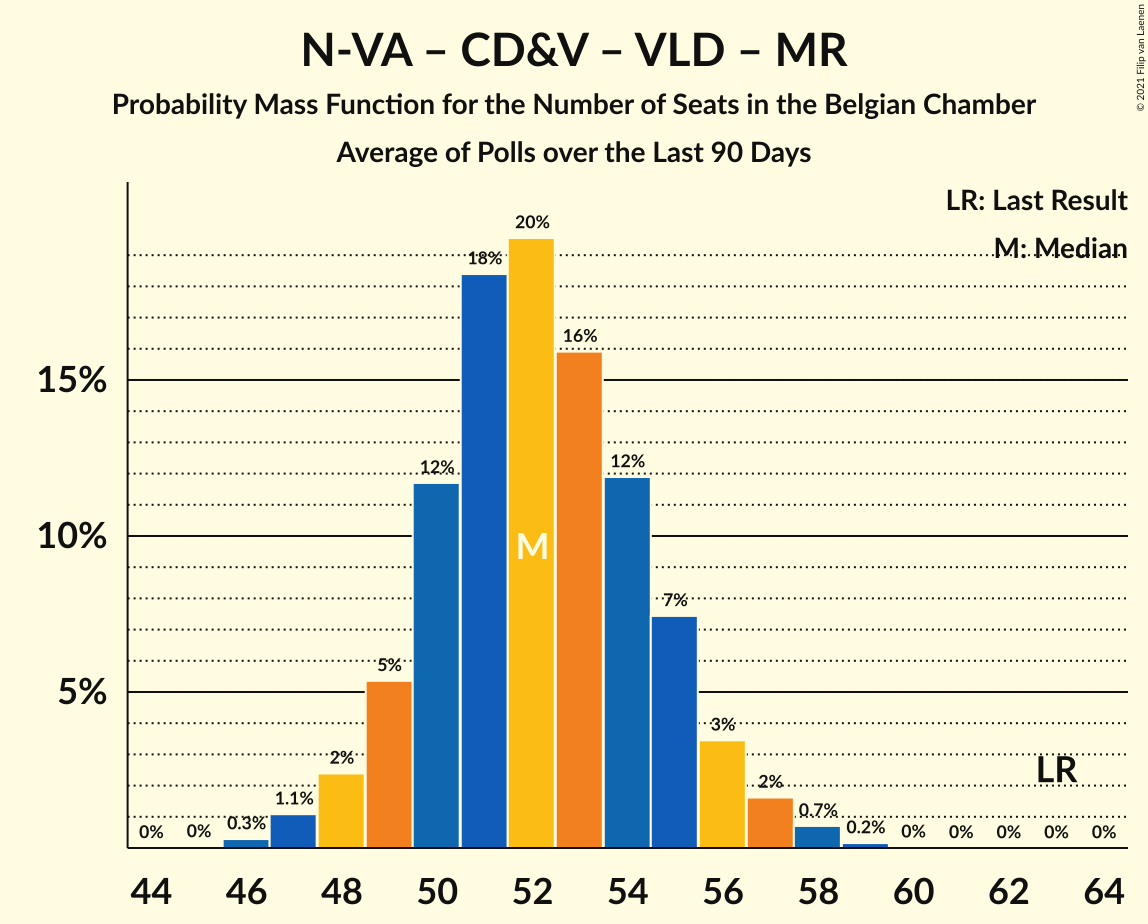 N-VA – CD&V – VLD – MR
Probability Mass Function for the Number of Seats in the Belgian Chamber
Average of Polls over the Last 90 Days
© 2021 Filip van Laenen
LR: Last Result
M: Median
20%
18%
16%
15%
12%
12%
10%
M
7%
5%
5%
3%
2%
LR
2%
1.1%
0.7%
0.3%
0.2%
0%
0%
0%
0%
0%
0%
0%
44 46 48 50 52 54 56 58 60 62 64